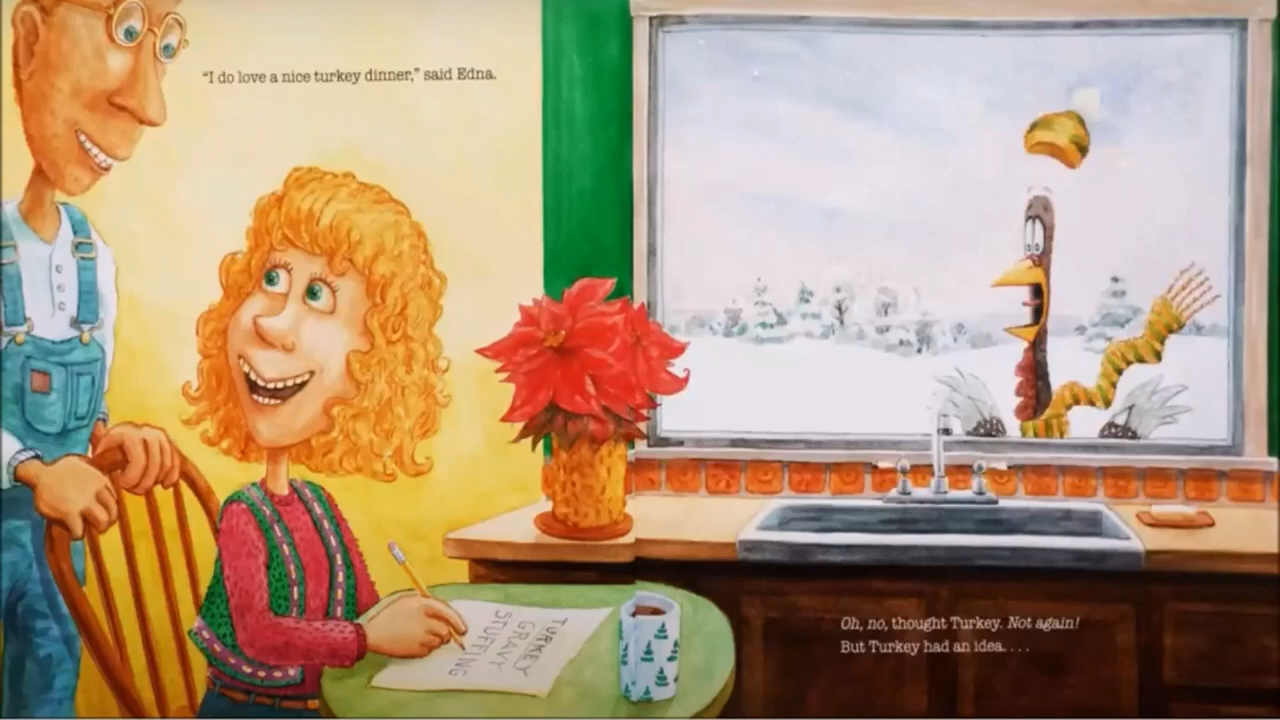 “I do love a nice turkey dinner,” said Edna.
TURKEY
GRAVY
STUFFING
Oh, no, thought Turkey. Not again!
But Turkey had an idea. . . .